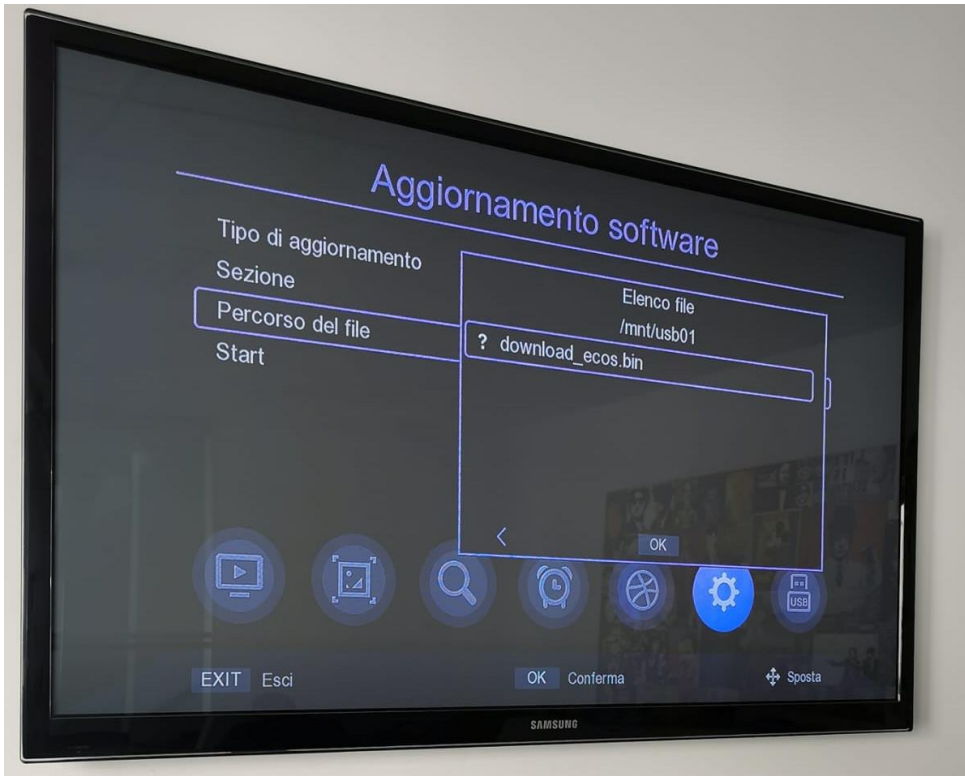 Aggiornamento software
Tipo di aggiornamento
Sezione
Percorso del file
Start
Elenco file
/mnt/usb01
? download_ecos.bin
< OK
USB
EXIT Esci
OK Conferma
Sposta
SAMSUNG